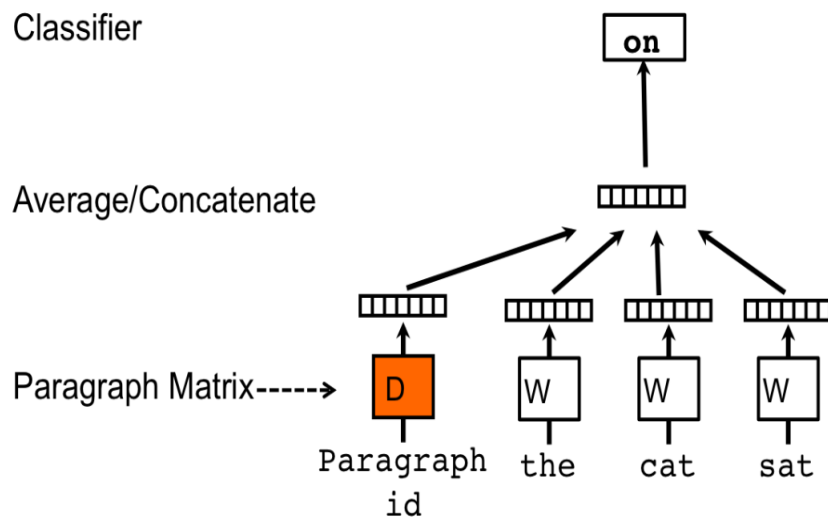 Classifier
on
Average/Concatenate
Paragraph Matrix
D
W
W
W
Paragraph
id
the
cat
sat